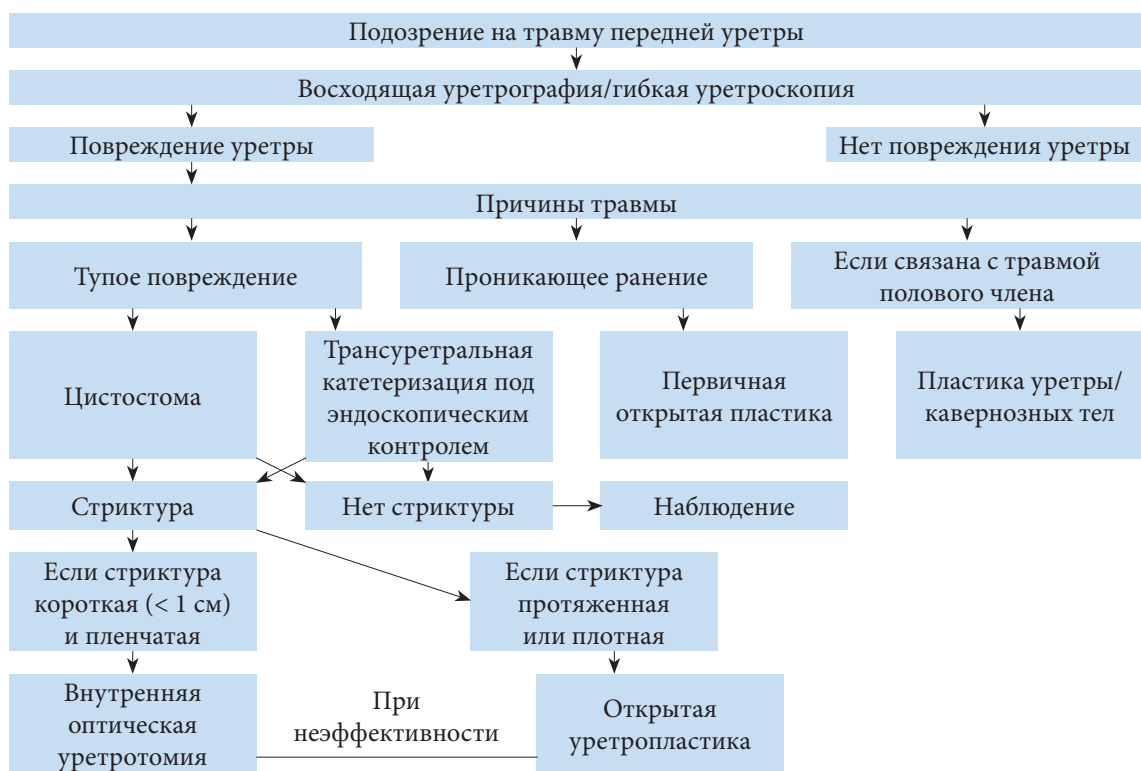 Подозрение на травму передней уретры
Восходящая уретрография/гибкая уретроскопия
Повреждение уретры
Нет повреждения уретры
Причины травмы
Тупое повреждение
Проникающее ранение
Если связана с травмой
полового члена
Цистостома
Трансуретральная
катетеризация под
эндоскопическим
контролем
Первичная
открытая пластика
Пластика уретры/
кавернозных тел
Стриктура
Нет стриктуры
Наблюдение
Если стриктура
короткая (< 1 см)
и пленчатая
Если стриктура
протяженная
или плотная
Внутренняя
оптическая
уретротомия
При
неэффективности
Открытая
уретропластика